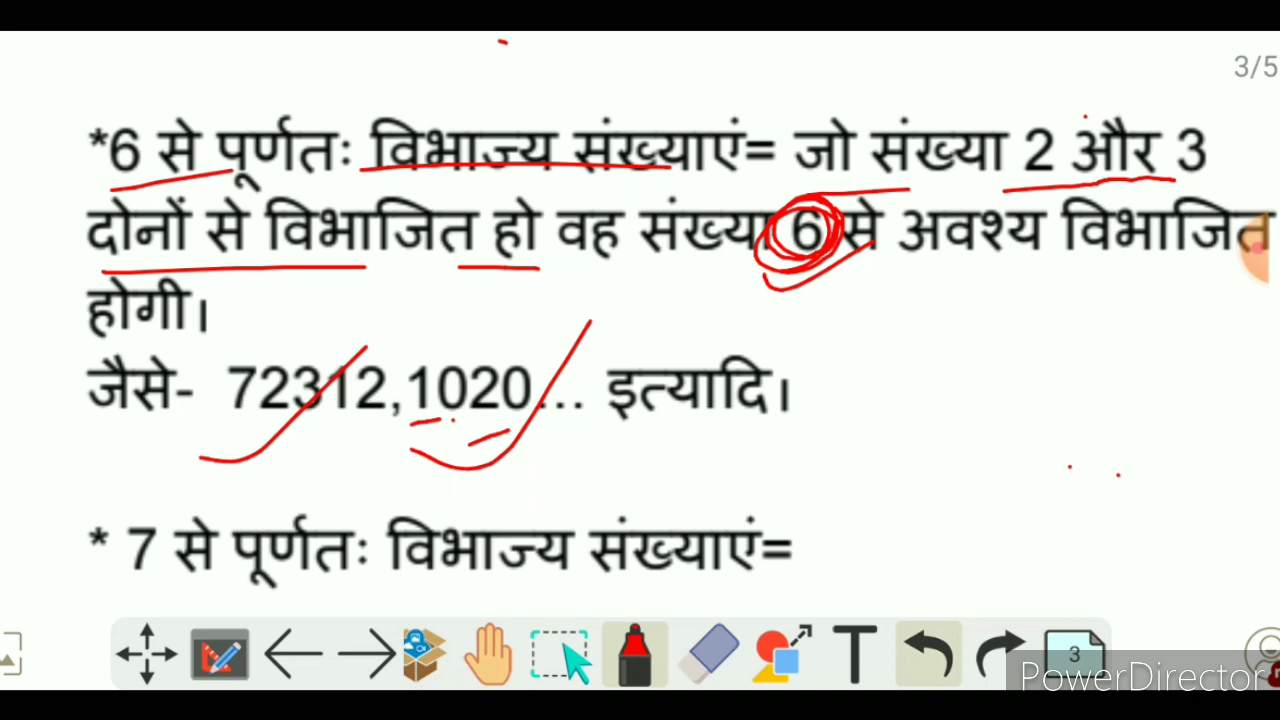 3/5
*6 से पूर्णतः विभाज्य संख्याएं= जो संख्या 2 और 3
दोनों से विभाजित हो वह संख्या 6 से अवश्य विभाजित
होगी।
जैसे- 72312,1020... इत्यादि।
* 7 से पूर्णतः विभाज्य संख्याएं=
T
3
PowerDirector